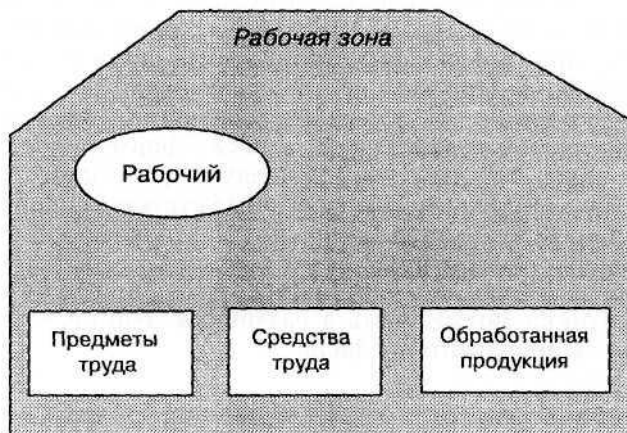 Рабочая зона
Рабочий
Предметы
труда
Средства
труда
Обработанная
продукция